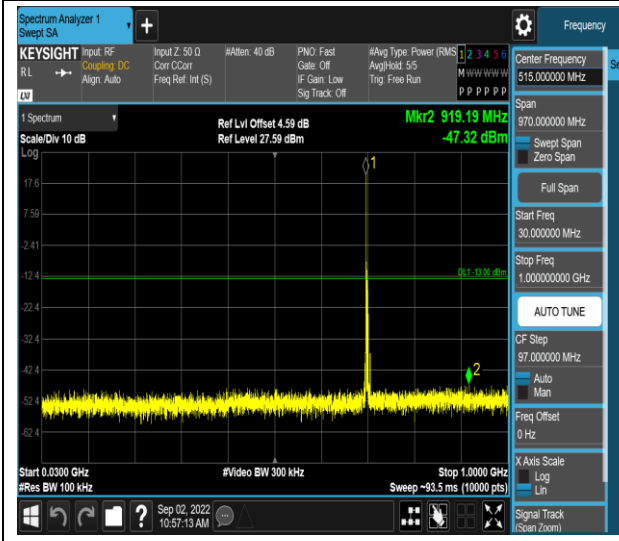 Spectrum Analyzer 1
Swept SA
+
Frequency
KEYSIGHT
RL
LXI
Input: RF
Coupling: DC
Align: Auto
Input Z: 50 Ω
Corr CCorr
Freq Ref: Int (S)
#Atten: 40 dB
PNO: Fast
Gate: Off
IF Gain: Low
Sig Track: Off
#Avg Type: Power (RMS
Avg|Hold: 5/5
Trig: Free Run
1 2 3 4 5 6
M W W W W W
P P P P P P
1 Spectrum
Scale/Div 10 dB
Ref Lvl Offset 4.59 dB
Ref Level 27.59 dBm
Mkr2 919.19 MHz
-47.32 dBm
Log
17.6
7.59
-2.41
-12.4
-22.4
-32.4
-42.4
-52.4
-62.4
1
DL1 -13.00 dBm
2
Start 0.0300 GHz
#Res BW 100 kHz
#Video BW 300 kHz
Stop 1.0000 GHz
Sweep ~93.5 ms (10000 pts)
?
Sep 02, 2022
10:57:13 AM
Center Frequency
515.000000 MHz
Se
Span
970.000000 MHz
Swept Span
Zero Span
Full Span
Start Freq
30.000000 MHz
Stop Freq
1.000000000 GHz
AUTO TUNE
CF Step
97.000000 MHz
Auto
Man
Freq Offset
0 Hz
X Axis Scale
Log
Lin
Signal Track
(Span Zoom)